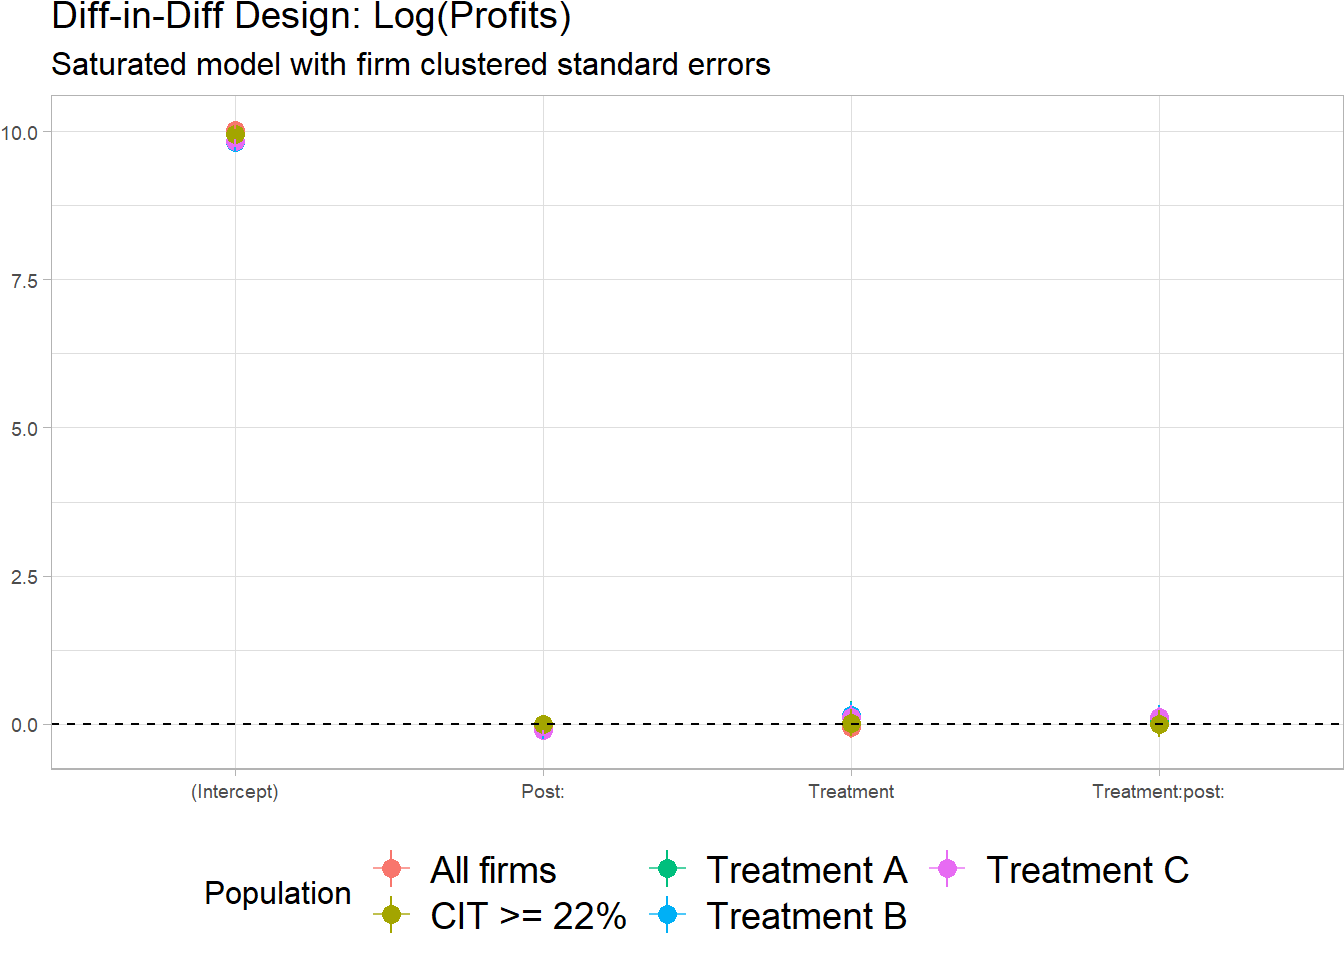 Diff-in-Diff Design: Log(Profits)
Saturated model with firm clustered standard errors
10.0
7.5
5.0
2.5
0.0
(Intercept) Post: Treatment Treatment:post:
Population
All firms Treatment A Treatment C
CIT >= 22% Treatment B